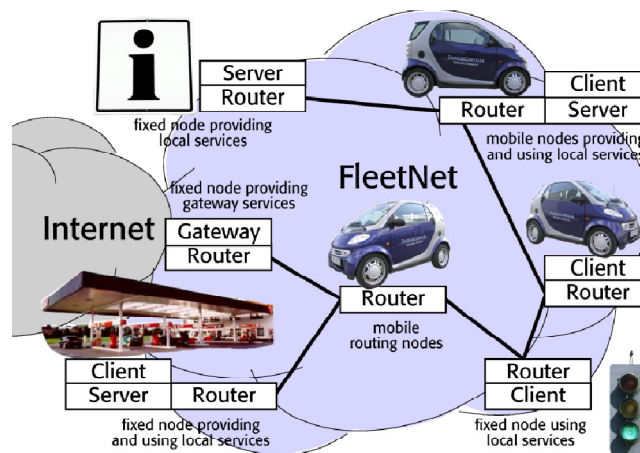 i
Server
Router
fixed node providing
local services
Client
Router
Server
mobile nodes providing
and using local services
fixed node providing
gateway services
FleetNet
Internet
Gateway
Router
Router
mobile
routing nodes
Client
Router
Client
Server
Router
fixed node providing
and using local services
Router
Client
fixed node using
local services